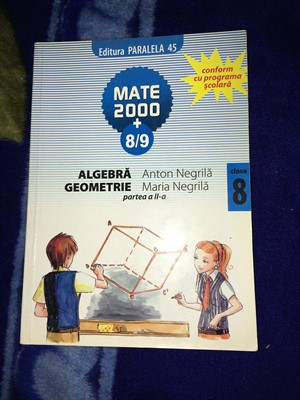 Editura PARALELA 45
conform
cu programa
școlară
MATE
2000
+
8/9
ALGEBRĂ Anton Negrilă
GEOMETRIE Maria Negrilă
partea a II-a
clasa
8